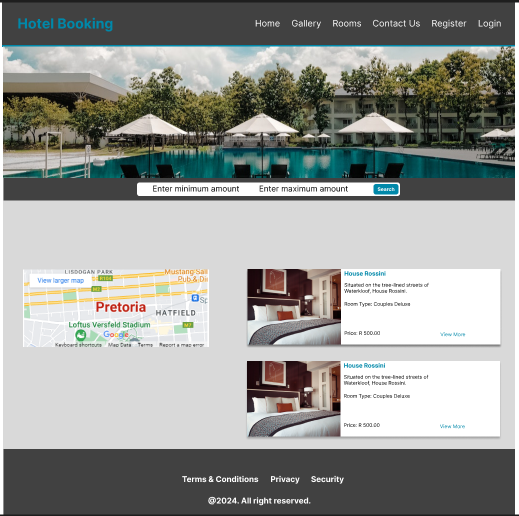 Hotel Booking
Home Gallery Rooms Contact Us Register Login
Enter minimum amount Enter maximum amount Search
LISDOGAN PARK
Mustang Sal
Pub & Di
View larger map
R104
M2
Pretoria
Sp
HATFIELD
Loftus Versfeld Stadium
M7
Google
Keyboard shortcuts Map Data Terms Report a map error
House Rossini
Situated on the tree-lined streets of
Waterkloof, House Rossini.
Room Type: Couples Deluxe
Price: R 500.00 View More
House Rossini
Situated on the tree-lined streets of
Waterkloof, House Rossini.
Room Type: Couples Deluxe
Price: R 500.00 View More
Terms & Conditions Privacy Security
@2024. All right reserved.